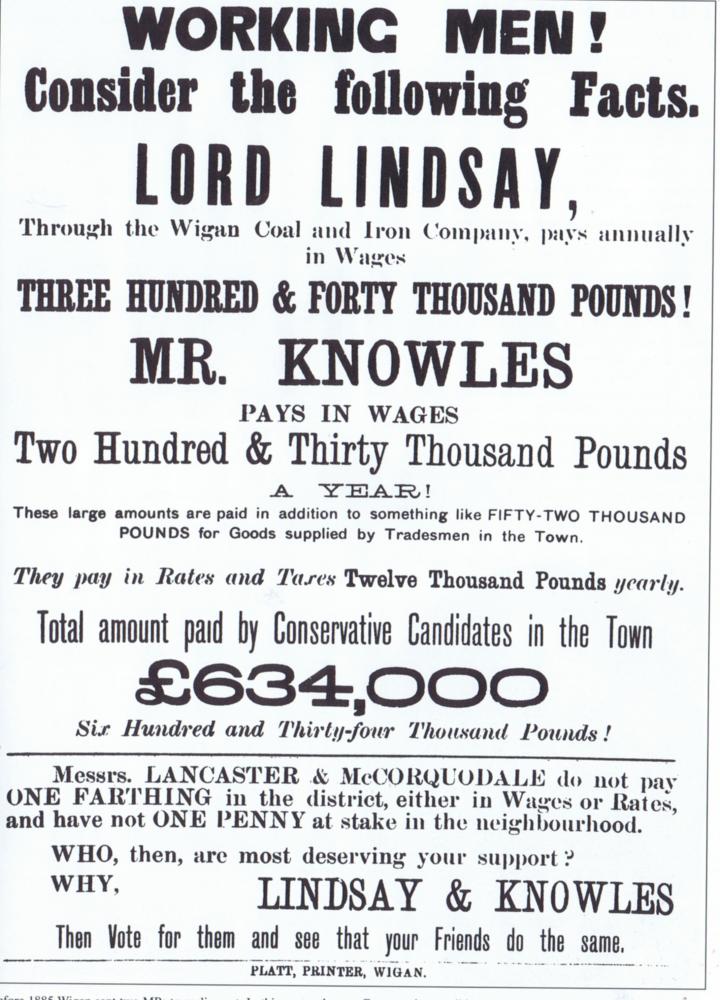 WORKING MEN!
Consider the following Facts.
LORD LINDSAY,
Through the Wigan Coal and Iron Company, pays annually
in Wages
THREE HUNDRED & FORTY THOUSAND POUNDS!
MR. KNOWLES
PAYS IN WAGES
Two Hundred & Thirty Thousand Pounds
A YEAR!
These large amounts are paid in addition to something like FIFTY-TWO THOUSAND
POUNDS for Goods supplied by Tradesmen in the Town.
They pay in Rates and Taxes Twelve Thousand Pounds yearly.
Total amount paid by Conservative Candidates in the Town
£634,000
Six Hundred and Thirty-four Thousand Pounds!
Messrs. LANCASTER & McCORQUODALE do not pay
ONE FARTHING in the district, either in Wages or Rates,
and have not ONE PENNY at stake in the neighbourhood.
WHO, then, are most deserving your support?
WHY, LINDSAY & KNOWLES
Then Vote for them and see that your Friends do the same.
PLATT, PRINTER, WIGAN.